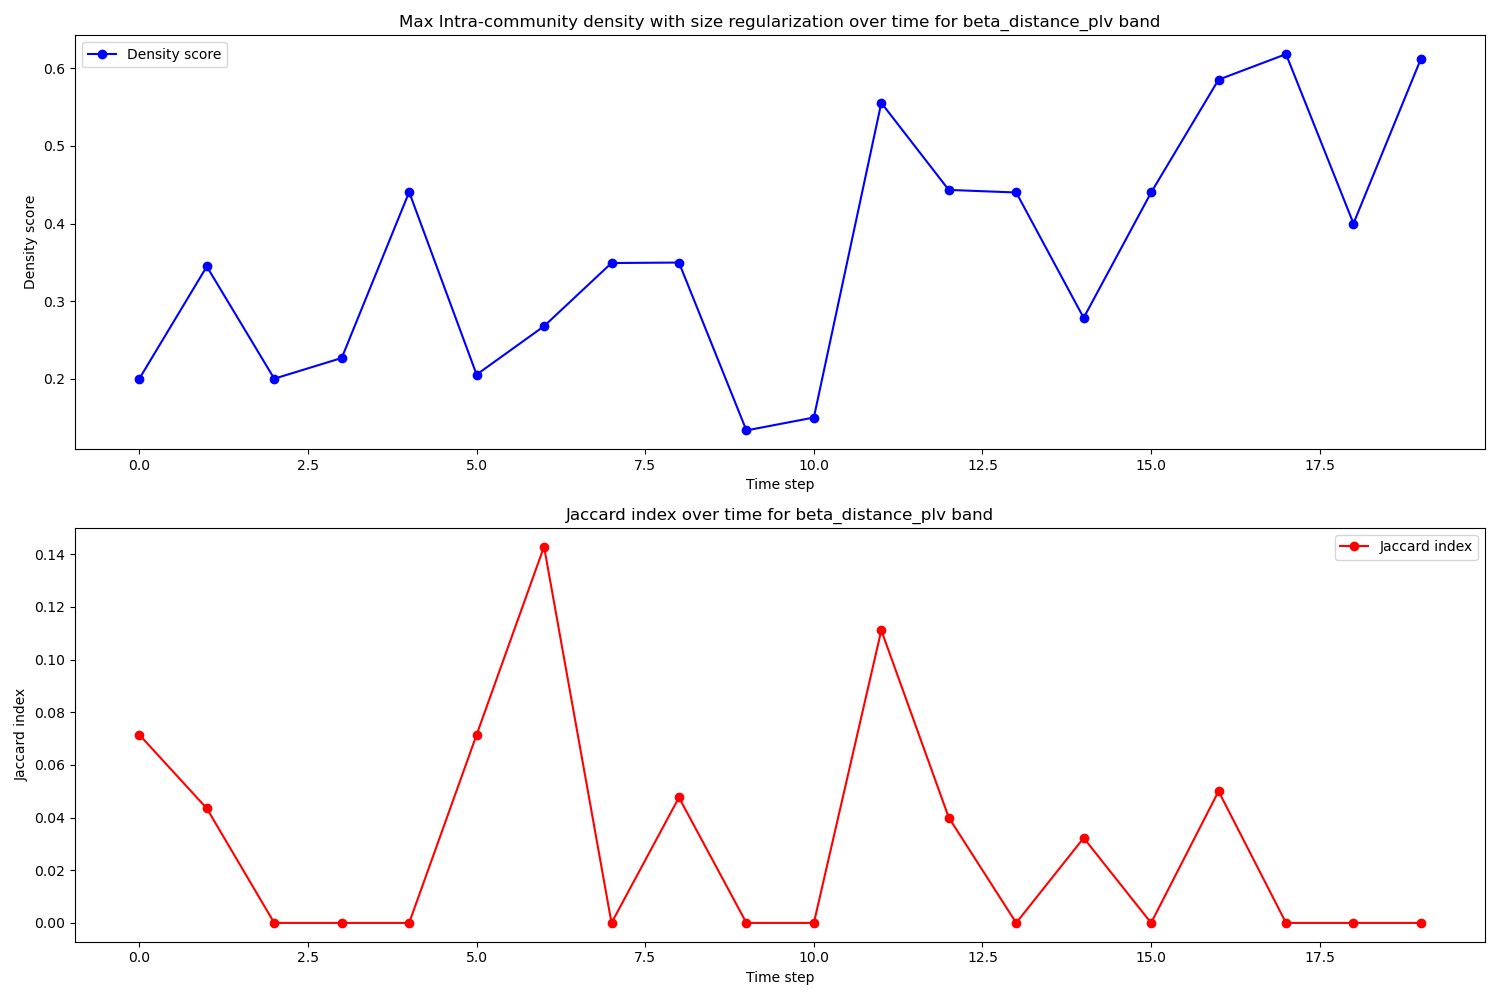 Max Intra-community density with size regularization over time for beta_distance_plv band
Density score
0.6
0.5
0.4
0.3
0.2
Density score
0.0 2.5 5.0 7.5 10.0 12.5 15.0 17.5
Time step
Jaccard index over time for beta_distance_plv band
Jaccard index
0.14
0.12
0.10
0.08
0.06
0.04
0.02
0.00
Jaccard index
0.0 2.5 5.0 7.5 10.0 12.5 15.0 17.5
Time step